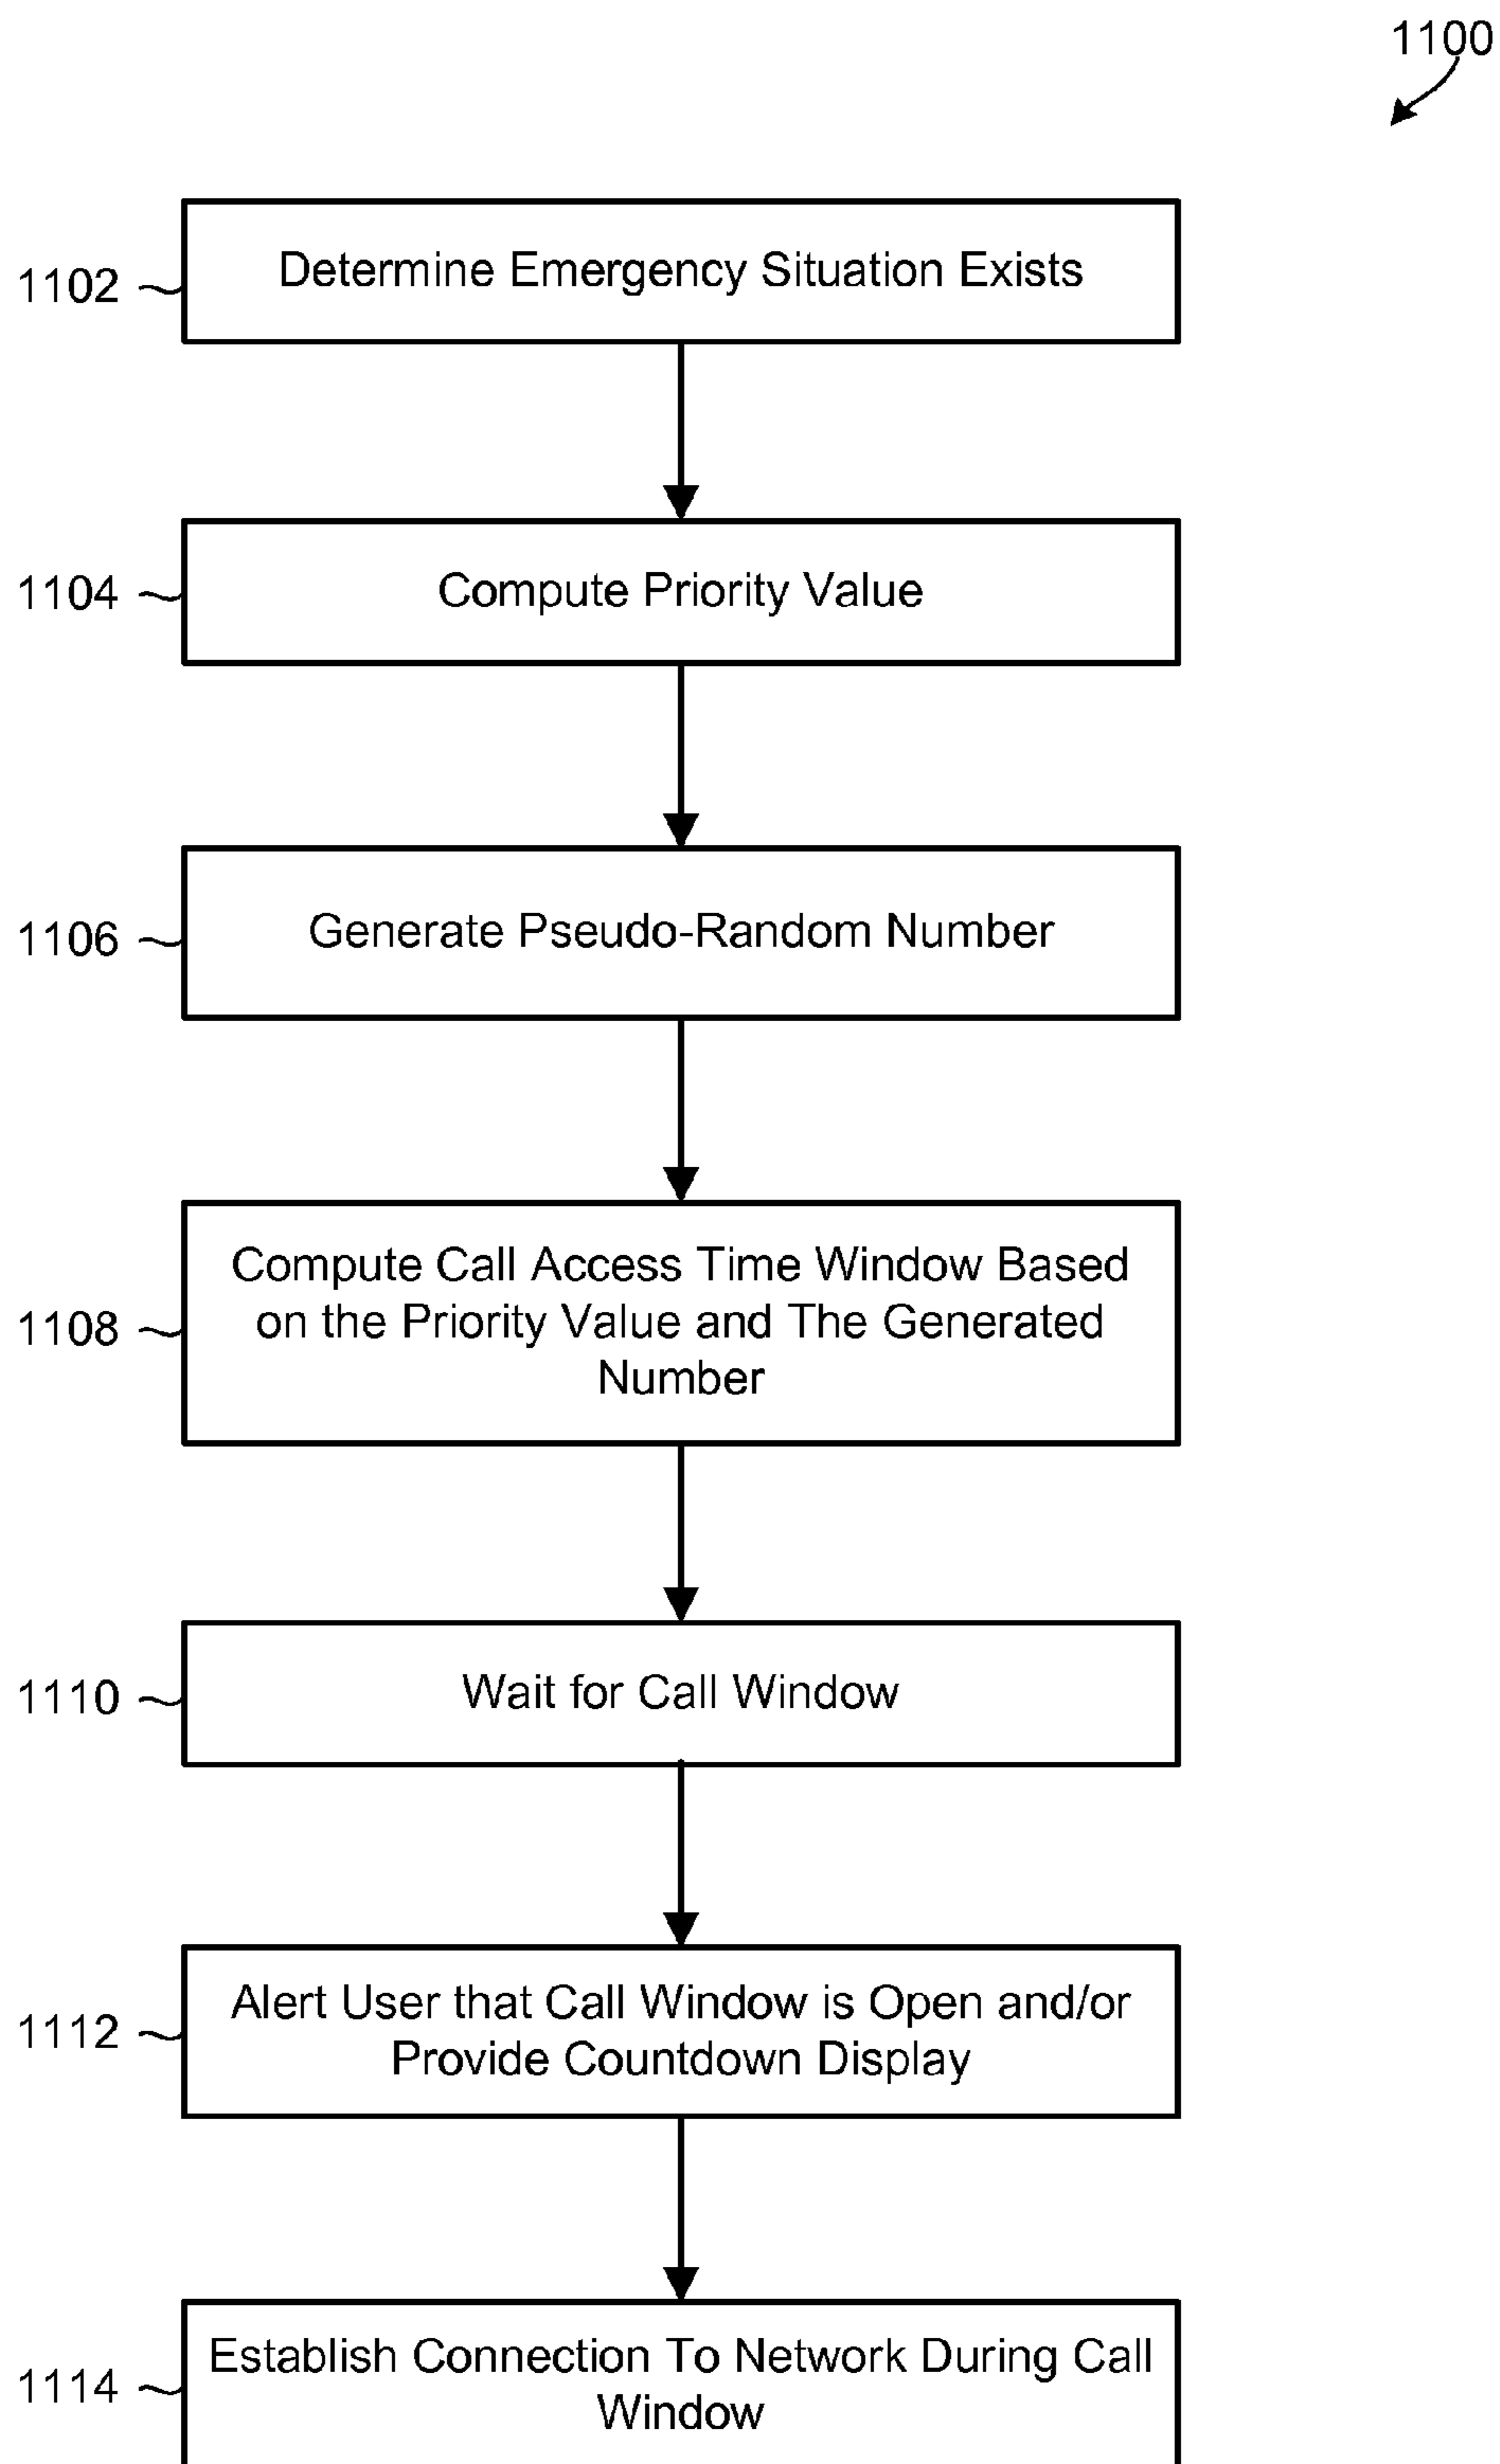 1100
1102
Determine Emergency Situation Exists
1104
Compute Priority Value
1106
Generate Pseudo-Random Number
1108
Compute Call Access Time Window Based
on the Priority Value and The Generated
Number
1110
Wait for Call Window
1112
Alert User that Call Window is Open and/or
Provide Countdown Display
1114
Establish Connection To Network During Call
Window